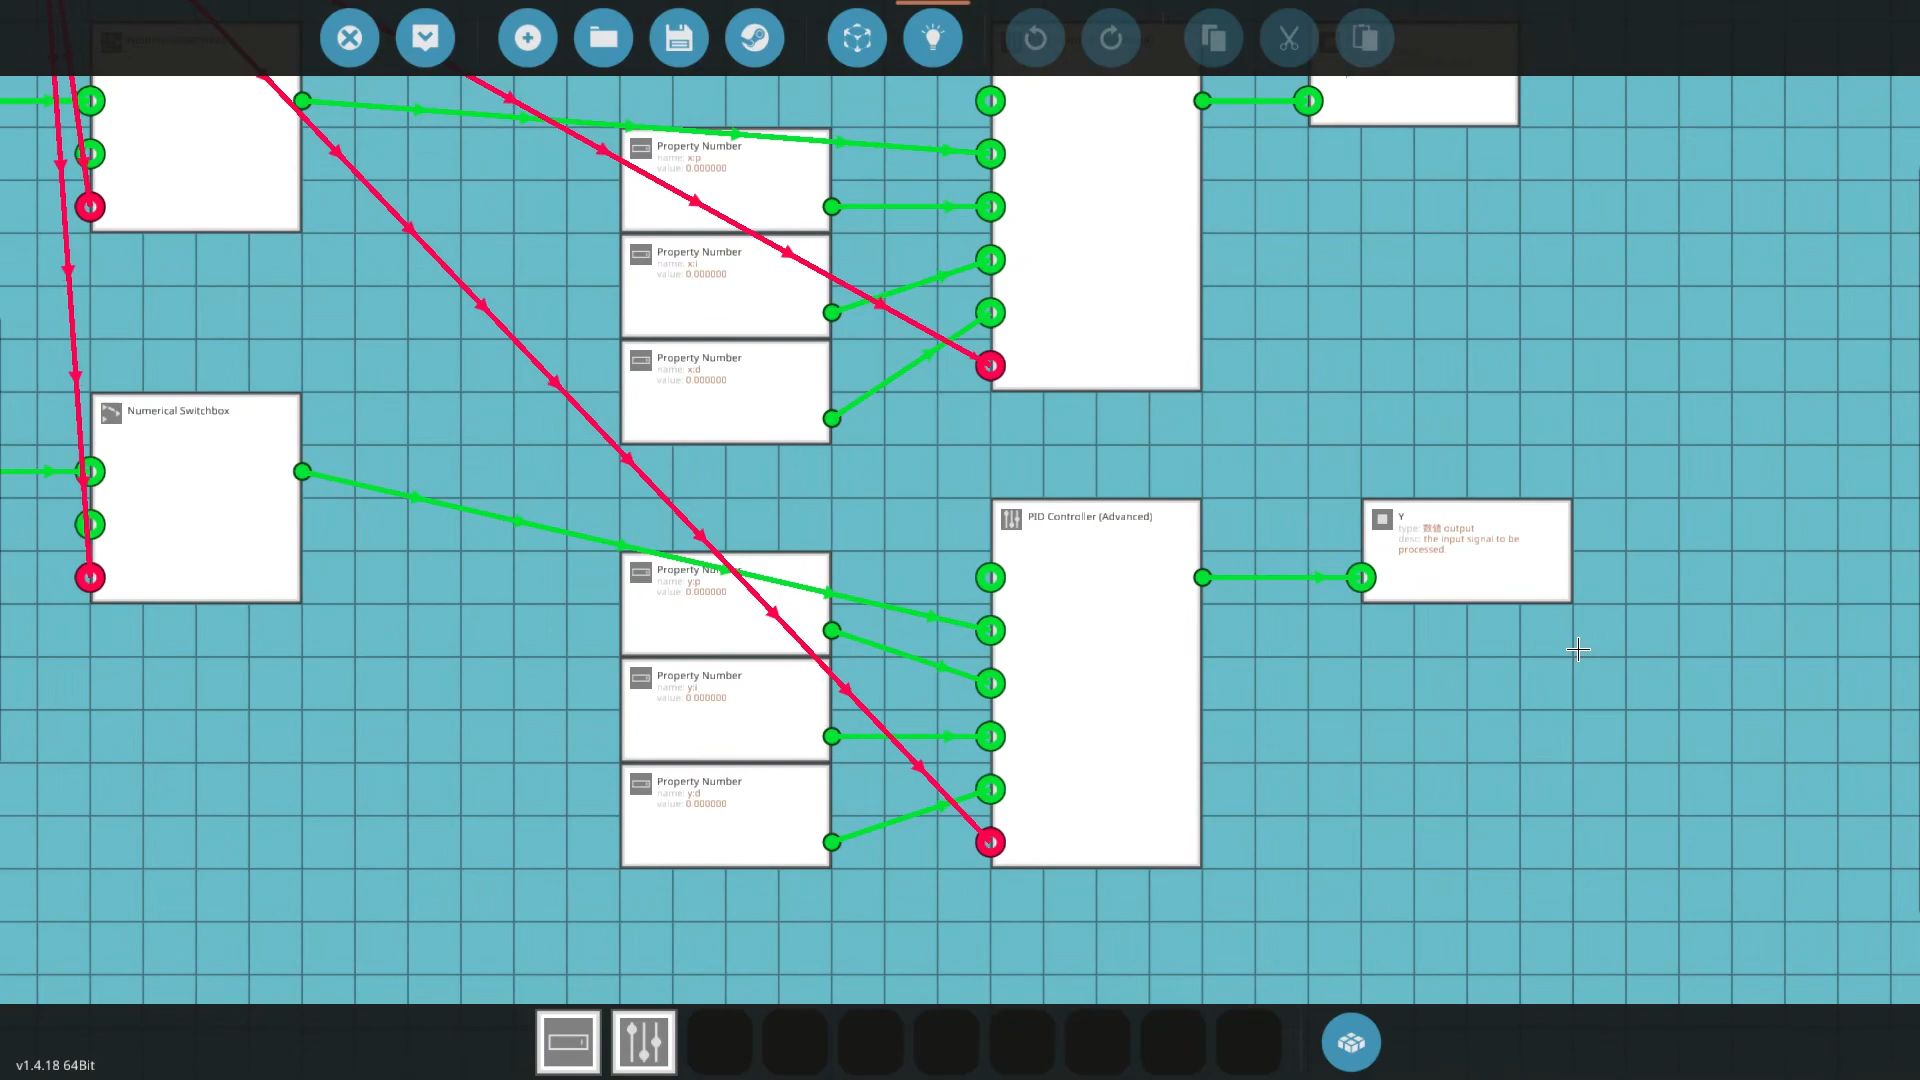 Property Number
name: x:p
value: 0.000000
Property Number
name: x:i
value: 0.000000
Property Number
name: x:d
value: 0.000000
Numerical Switchbox
PID Controller (Advanced)
Y
type: 数値 output
desc: the input signal to be
processed.
Property Number
name: y:p
value: 0.000000
Property Number
name: y:i
value: 0.000000
Property Number
name: y:d
value: 0.000000
v1.4.18 64Bit